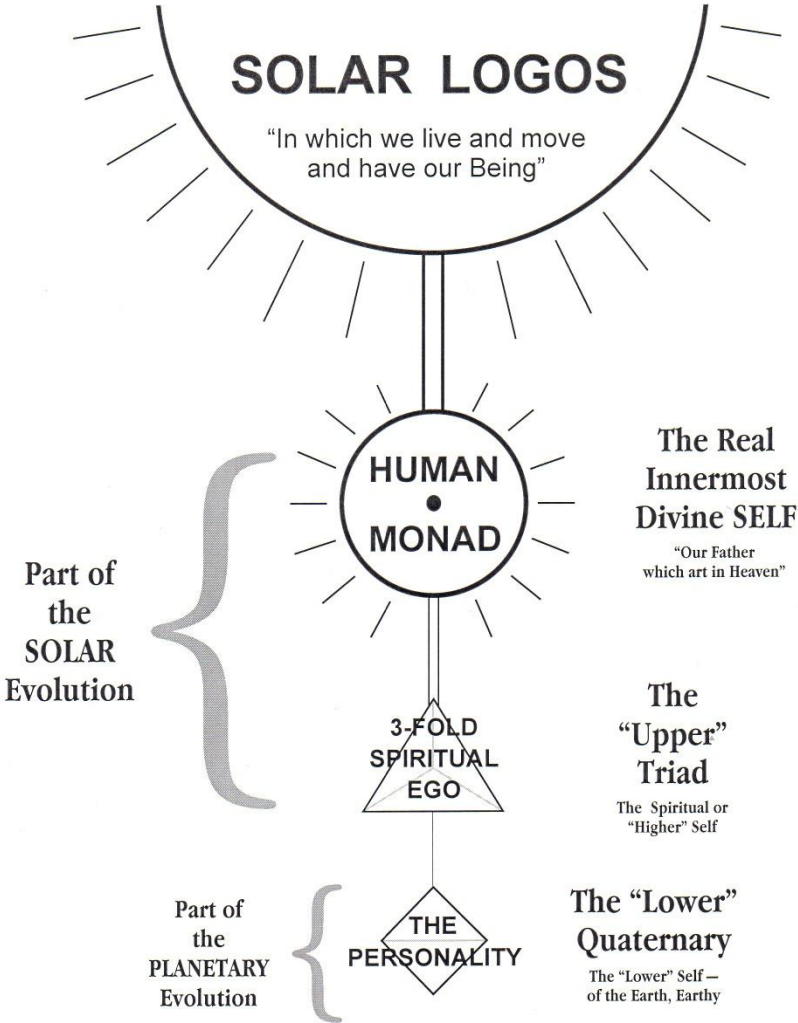 SOLAR LOGOS
“In which we live and move
and have our Being”
HUMAN
MONAD
The Real
Innermost
Divine SELF
“Our Father
which art in Heaven”
Part of
the
SOLAR
Evolution
3-FOLD
SPIRITUAL
EGO
The
“Upper”
Triad
The Spiritual or
“Higher” Self
Part of
the
PLANETARY
Evolution
THE
PERSONALITY
The “Lower”
Quaternary
The “Lower” Self –
of the Earth, Earthy